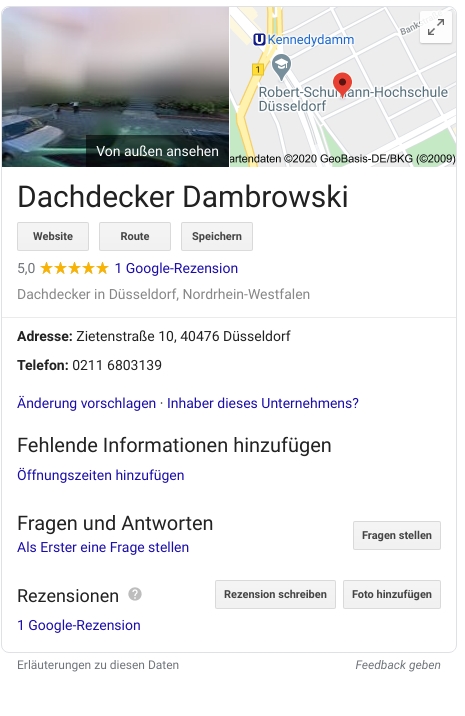 Von außen ansehen
Kennedydamm
1
Robert-Schumann-Hochschule
Düsseldorf
artendaten ©2020 GeoBasis-DE/BKG (©2009)
Dachdecker Dambrowski
Website Route Speichern
5,0 1 Google-Rezension
Dachdecker in Düsseldorf, Nordrhein-Westfalen
Adresse: Zietenstraße 10, 40476 Düsseldorf
Telefon: 0211 6803139
Änderung vorschlagen · Inhaber dieses Unternehmens?
Fehlende Informationen hinzufügen
Öffnungszeiten hinzufügen
Fragen und Antworten
Fragen stellen
Als Erster eine Frage stellen
Rezensionen ? Rezension schreiben Foto hinzufügen
1 Google-Rezension
Erläuterungen zu diesen Daten Feedback geben